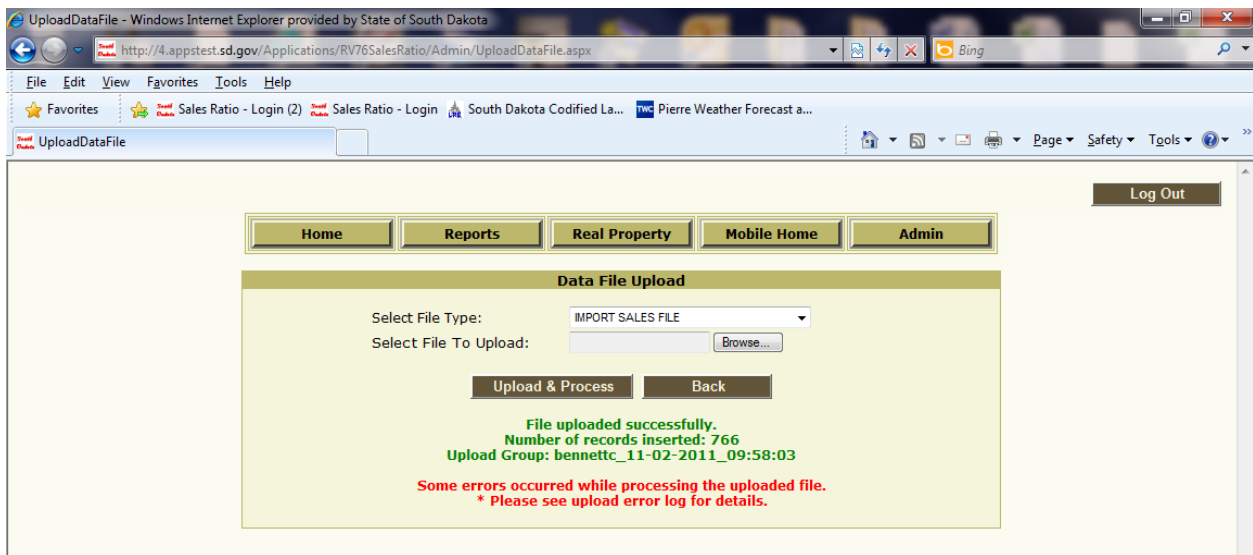 UploadDataFile - Windows Internet Explorer provided by State of South Dakota
http://4.appstest.sd.gov/Applications/RV76SalesRatio/Admin/UploadDataFile.aspx
Bing
File Edit View Favorites Tools Help
Favorites Sales Ratio - Login (2) Sales Ratio - Login South Dakota Codified La... TWC Pierre Weather Forecast a...
UploadDataFile Page Safety Tools
Log Out
Home Reports Real Property Mobile Home Admin
Data File Upload
Select File Type: IMPORT SALES FILE
Select File To Upload: Browse...
Upload & Process Back
File uploaded successfully.
Number of records inserted: 766
Upload Group: bennettc_11-02-2011_09:58:03
Some errors occurred while processing the uploaded file.
* Please see upload error log for details.